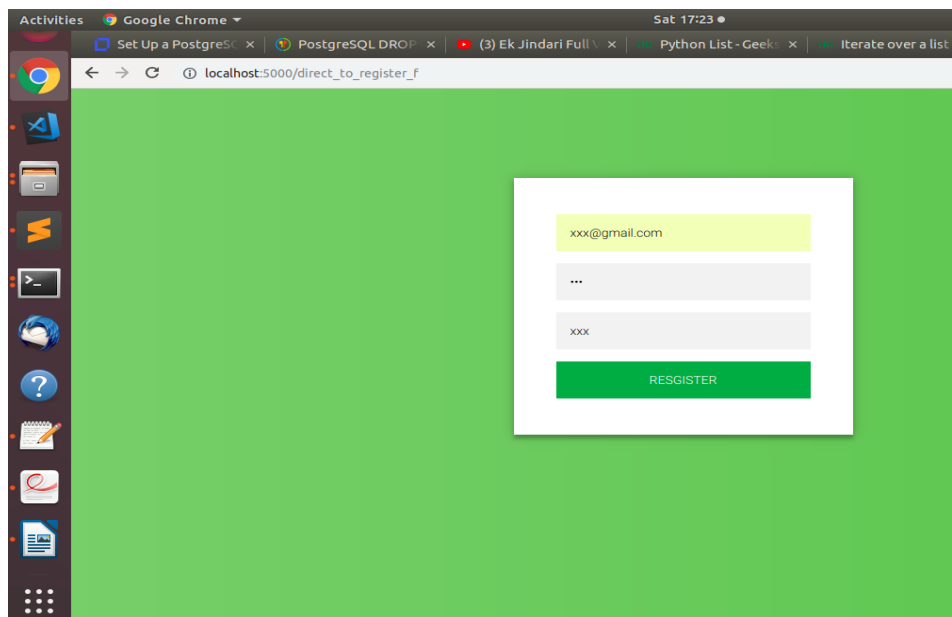 Activities Google Chrome Sat 17:23
Set Up a PostgreSQ PostgreSQL DROP (3) Ek Jindari Full V Python List - Geeks Iterate over a list
localhost:5000/direct_to_register_f
xxx@gmail.com
•••
xxx
RESGISTER